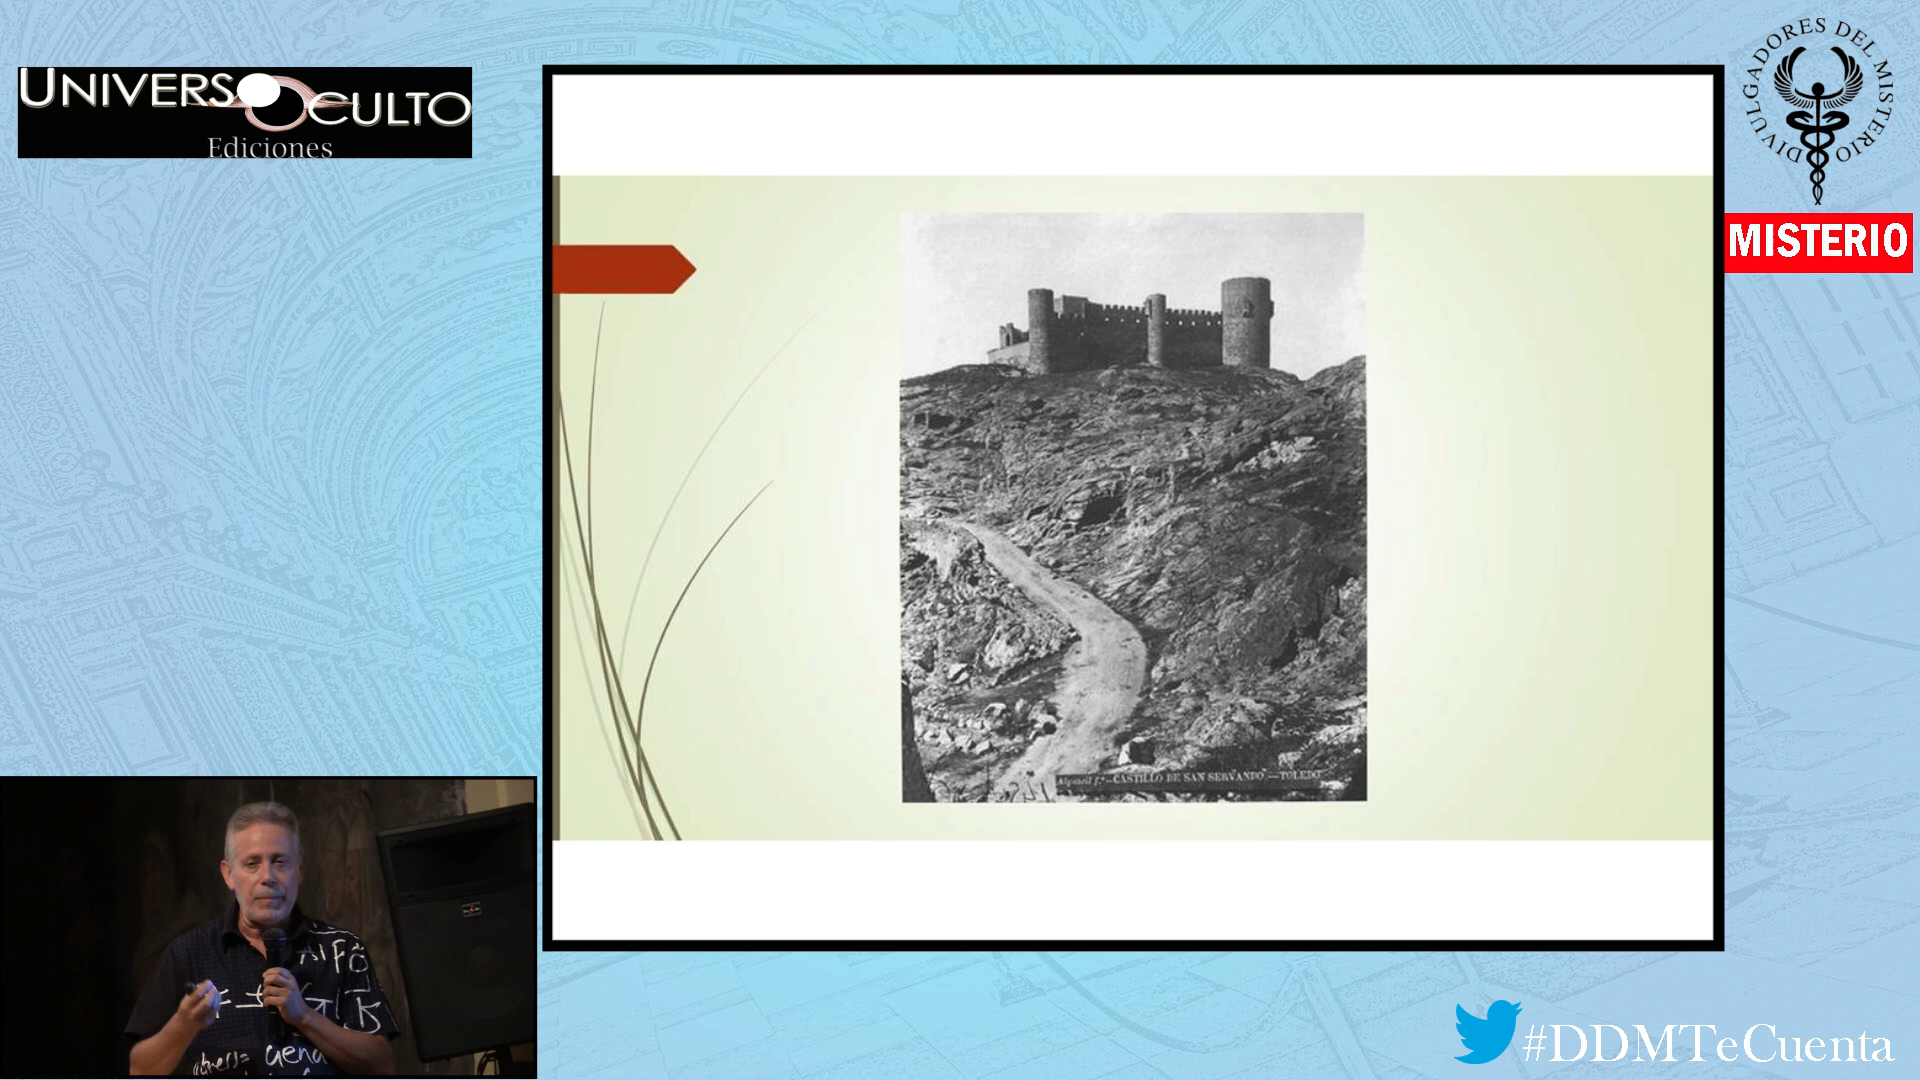 UNIVERSO OCULTO
Ediciones
DIVULGADORES DEL MISTERIO
MISTERIO
CASTILLO DE SAN SERVANDO.—TOLEDO
#DDMTeCuenta